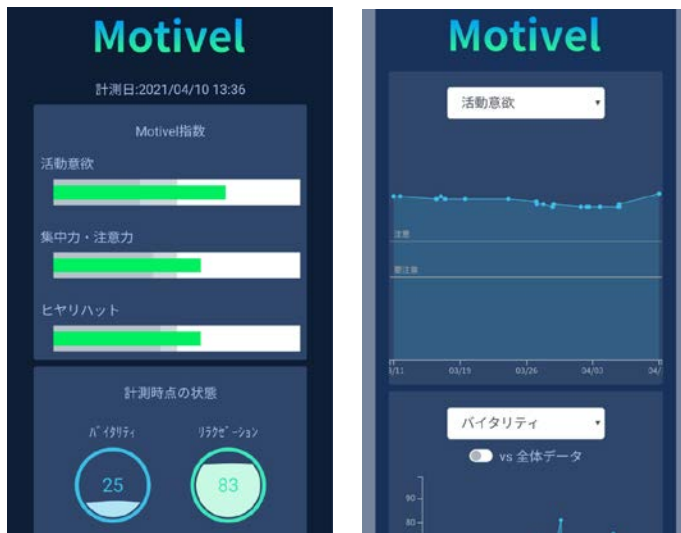 Motivel
計測日:2021/04/10 13:36
Motivel指数
活動意欲
集中力・注意力
ヒヤリハット
計測時点の状態
ﾊﾞｲﾀﾘﾃｨ
ﾘﾗｸｾﾞｰｼｮﾝ
25
83
Motivel
活動意欲
注意
要注意
03/19
03/26
04/03
04/
バイタリティ
vs 全体データ
90
80